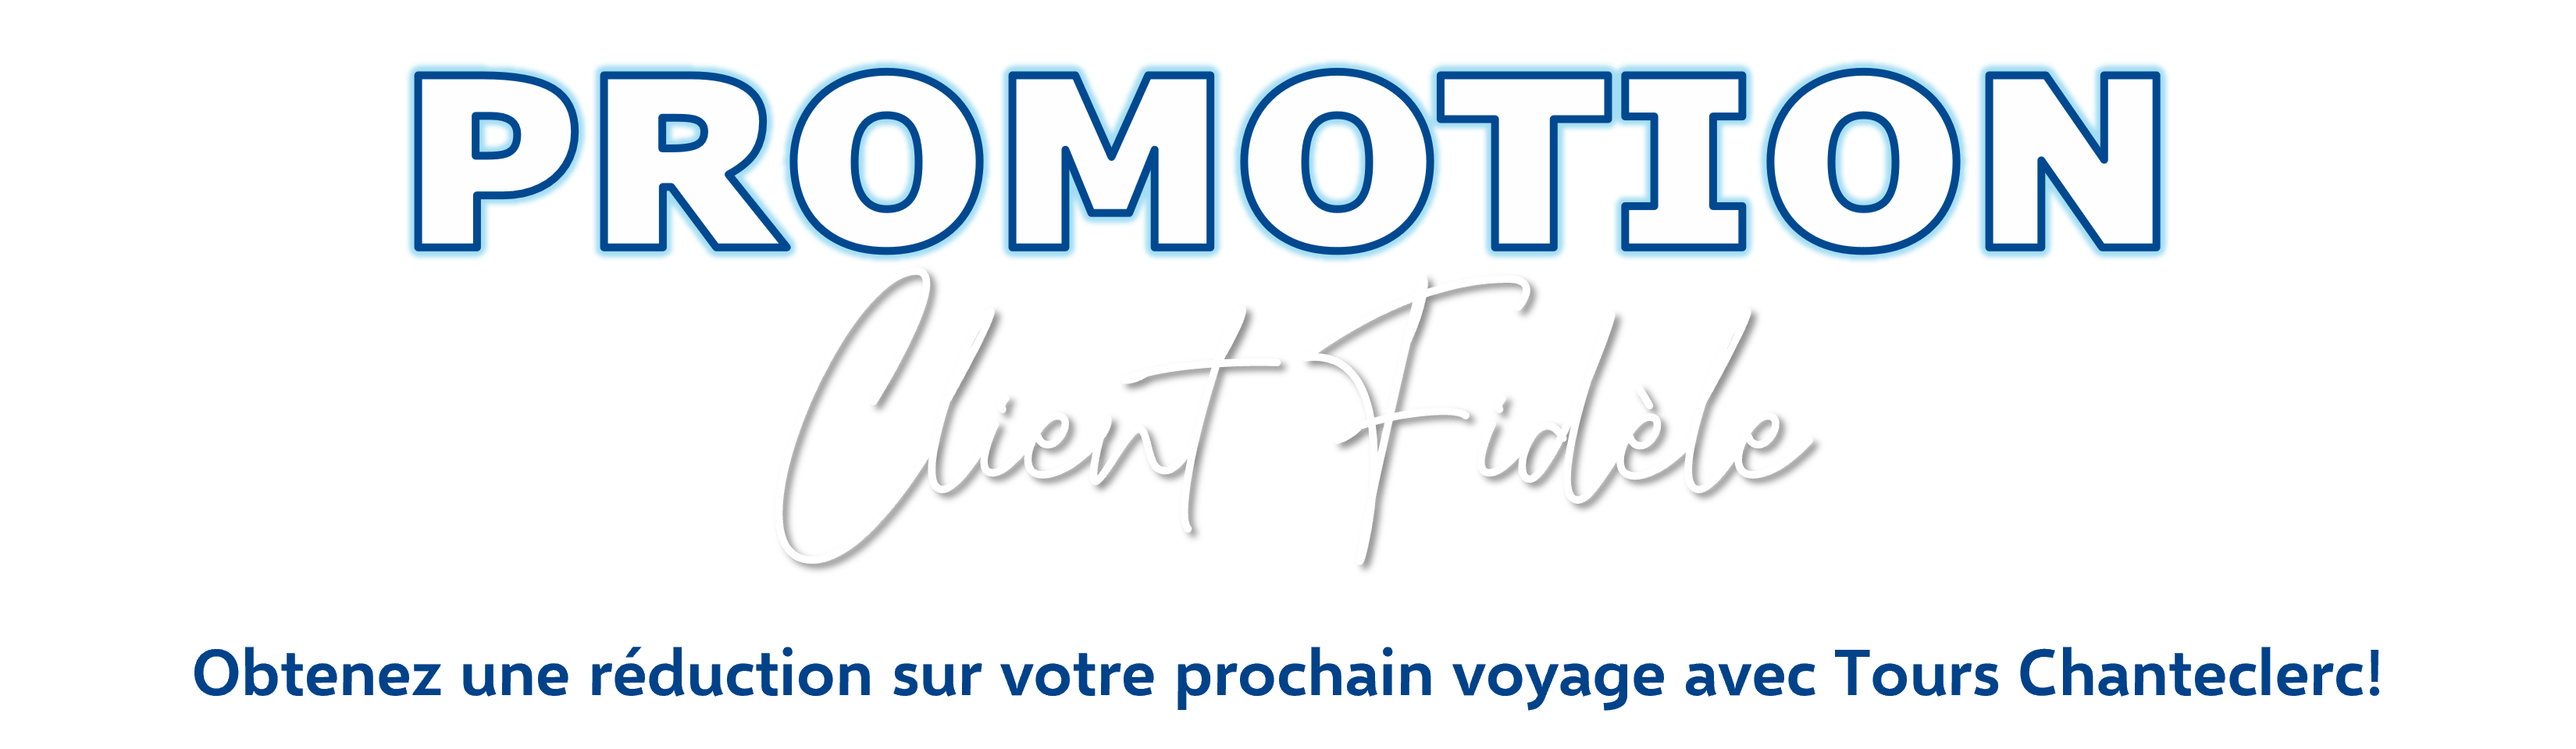 PROMOTION
Client Fidèle
Obtenez une réduction sur votre prochain voyage avec Tours Chanteclerc!